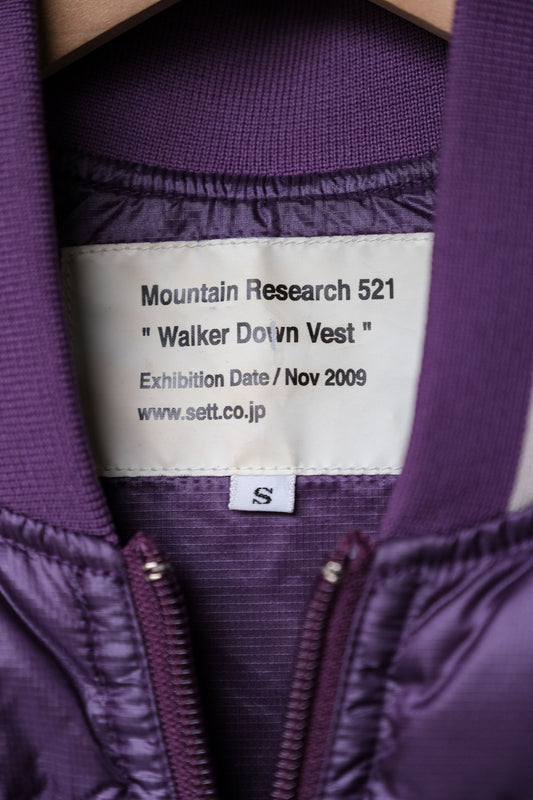 Mountain Research 521
" Walker Down Vest "
Exhibition Date / Nov 2009
www.sett.co.jp
S